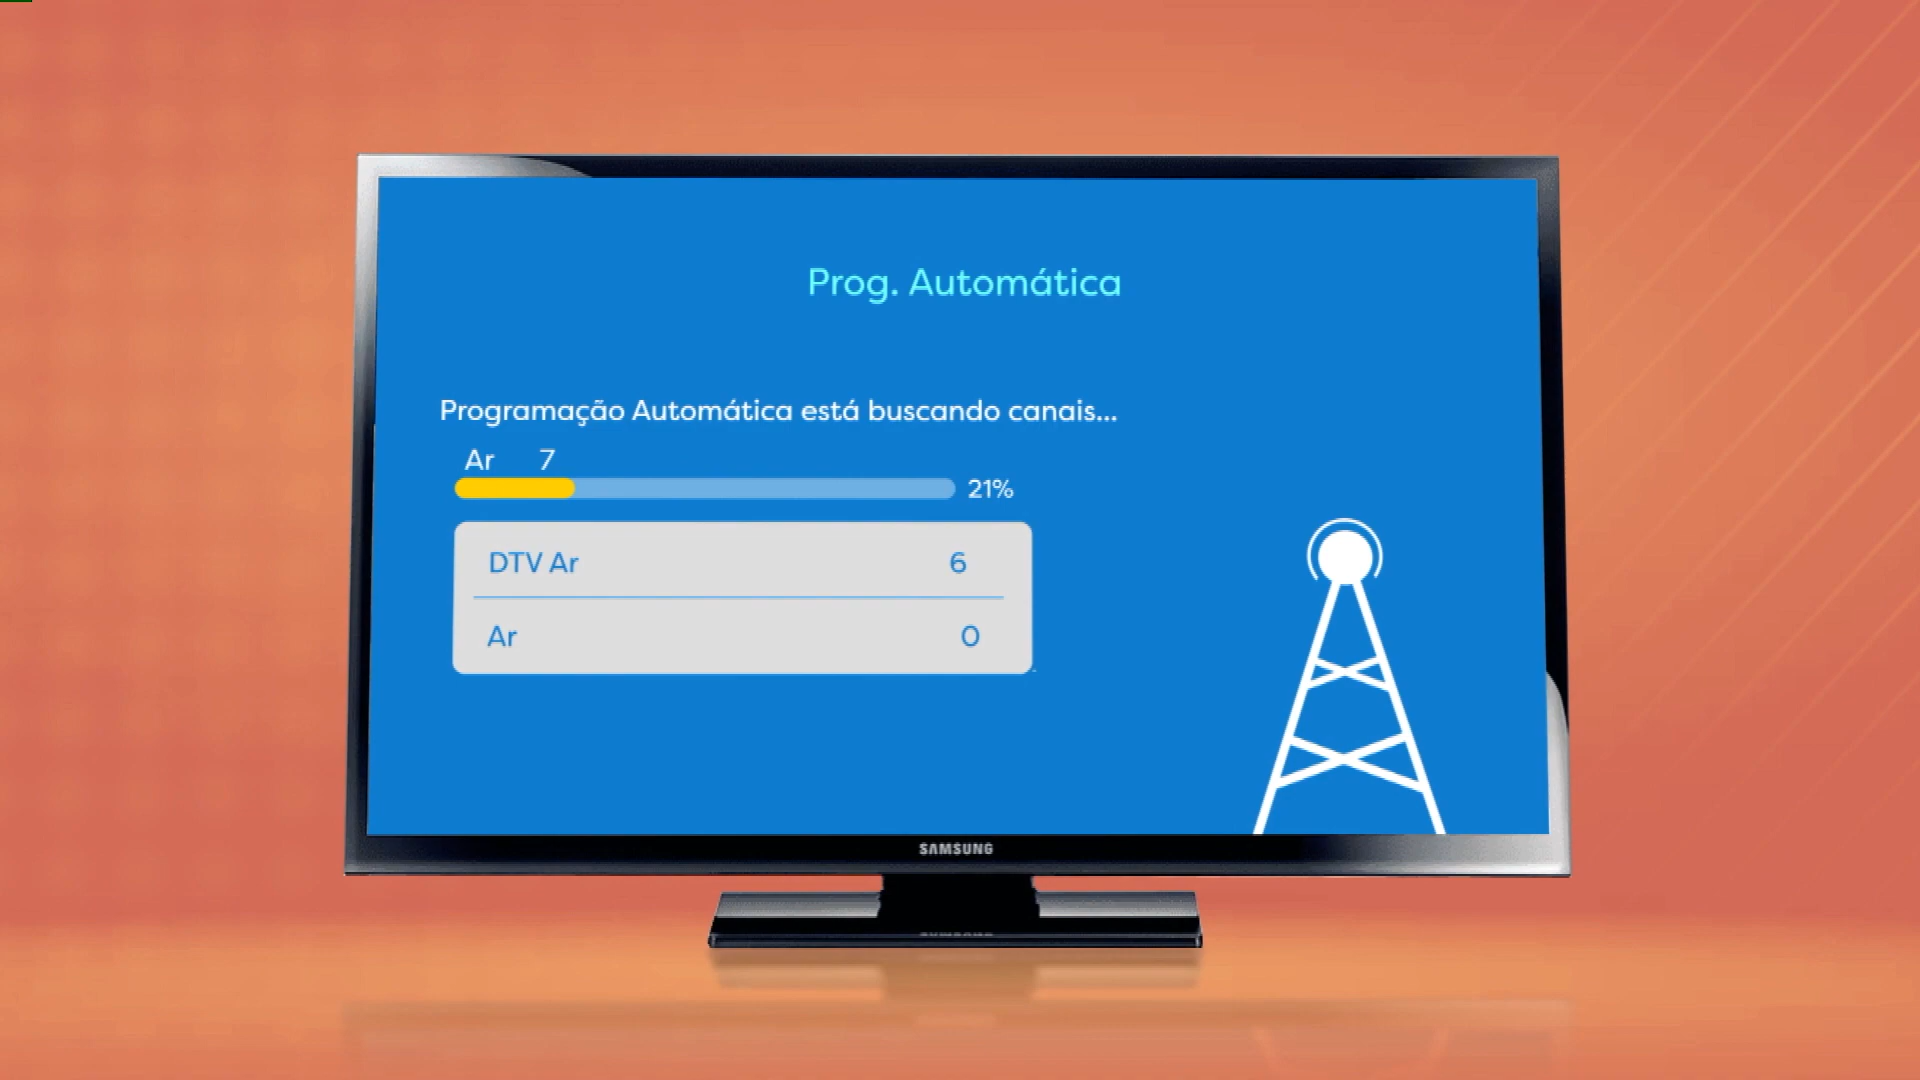 Prog. Automática
Programação Automática está buscando canais...
Ar 7
21%
DTV Ar 6
Ar 0
SAMSUNG